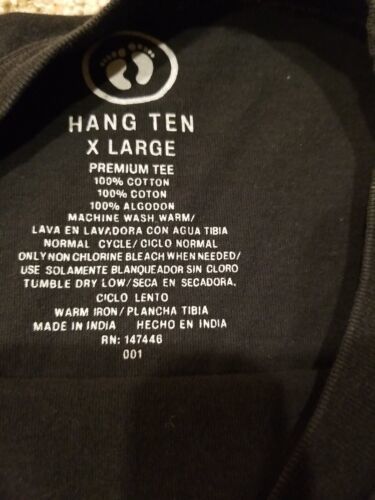 HANG TEN
X LARGE
PREMIUM TEE
100% COTTON
100% COTON
100% ALGODON
MACHINE WASH WARM/
LAVA EN LAVADORA CON AGUA TIBIA
NORMAL CYCLE/ CICLO NORMAL
ONLY NON CHLORINE BLEACH WHEN NEEDED/
USE SOLAMENTE BLANQUEADOR SIN CLORO
TUMBLE DRY LOW/SECA EN SECADORA,
CICLO LENTO
WARM IRON/ PLANCHA TIBIA
MADE IN INDIA HECHO EN INDIA
RN: 147446
001